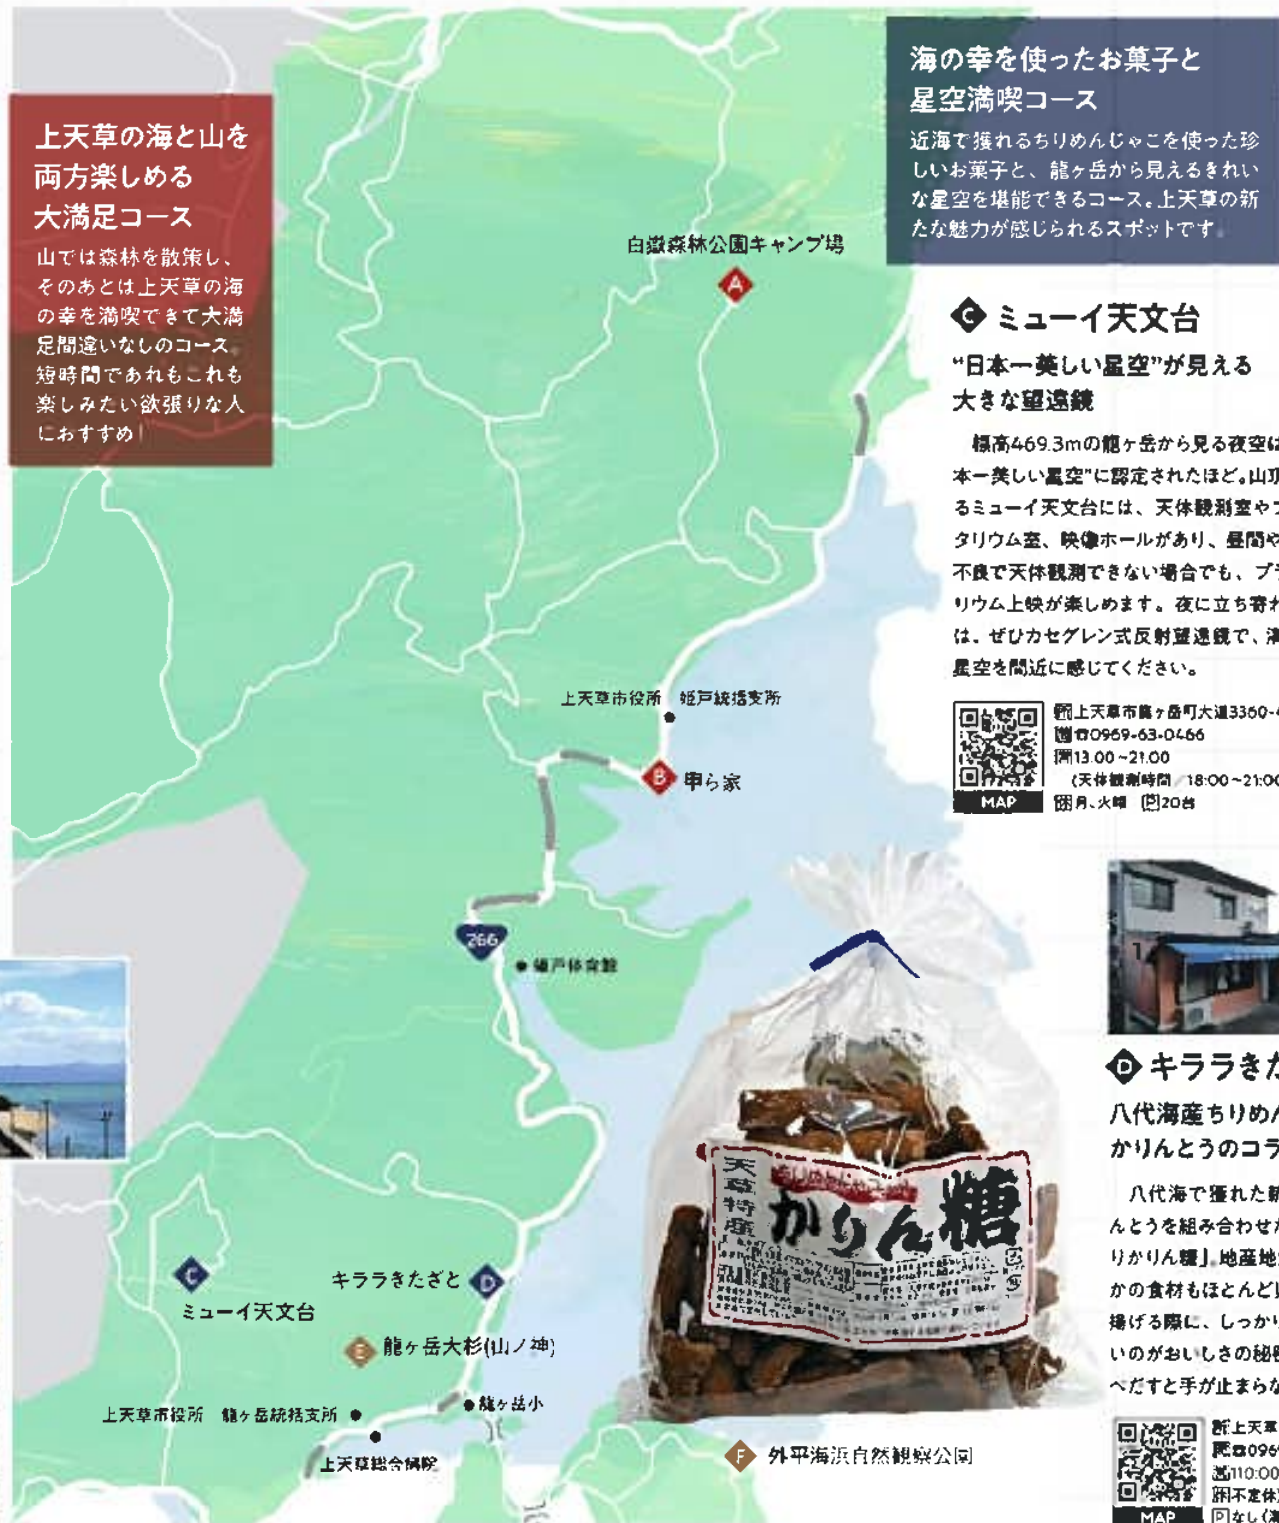 上天草の海と山を
両方楽しめる
大満足コース
山では森林を散策し、
そのあとは上天草の海
の幸を満喫できて大満
足間違いなしのコース。
短時間であれもこれも
楽しみたい欲張りな人
におすすめ!
海の幸を使ったお菓子と
星空満喫コース
近海で獲れるちりめんじゃこを使った珍
しいお菓子と、龍ヶ岳から見えるきれい
な星空を堪能できるコース。上天草の新
たな魅力が感じられるスポットです。
白嶽森林公園キャンプ場
A
C ミューイ天文台
“日本一美しい星空”が見える
大きな望遠鏡
標高469.3mの龍ヶ岳から見る夜空は
本一美しい星空”に認定されたほど。山頂
るミューイ天文台には、天体観測室やプ
タリウム室、映像ホールがあり、昼間や
不良で天体観測できない場合でも、プラ
リウム上映が楽しめます。夜に立ち寄れ
は、ぜひカセグレン式反射望遠鏡で、満
星空を間近に感じてください。
所上天草市龍ヶ岳町大道3360-4
☎0969-63-0466
13:00~21:00
(天体観測時間/18:00~21:00
休月、火曜 P20台
MAP
上天草市役所 姫戸統括支所
B 申ら家
266
姫戸体育館
D キララきた
八代海産ちりめん
かりんとうのコラ
八代海で獲れた
んとうを組み合わせた
りかりん糖」。地産地
かの食材もほとんど
揚げる際に、しっかり
いのがおいしさの秘
べだすと手が止まらな
所上天草
☎0969
10:00
休不定休
Pなし
MAP
天草特産
かりん糖
C
ミューイ天文台
キララきたざと D
E 龍ヶ岳大杉(山ノ神)
龍ヶ岳小
上天草市役所 龍ヶ岳統括支所
上天草総合病院
F 外平海浜自然観察公園